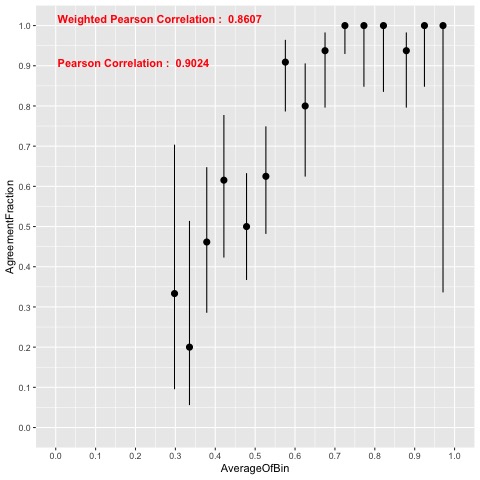 Weighted Pearson Correlation :  0.8607
Pearson Correlation :  0.9024
1.0
0.9
0.8
0.7
0.6
0.5
0.4
0.3
0.2
0.1
0.0
AgreementFraction
0.0 0.1 0.2 0.3 0.4 0.5 0.6 0.7 0.8 0.9 1.0
AverageOfBin